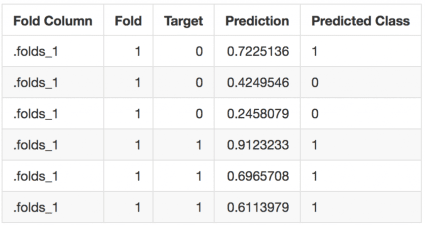 Fold Column Fold Target Prediction Predicted Class
.folds_1 1 0 0.7225136 1
.folds_1 1 0 0.4249546 0
.folds_1 1 0 0.2458079 0
.folds_1 1 1 0.9123233 1
.folds_1 1 1 0.6965708 1
.folds_1 1 1 0.6113979 1